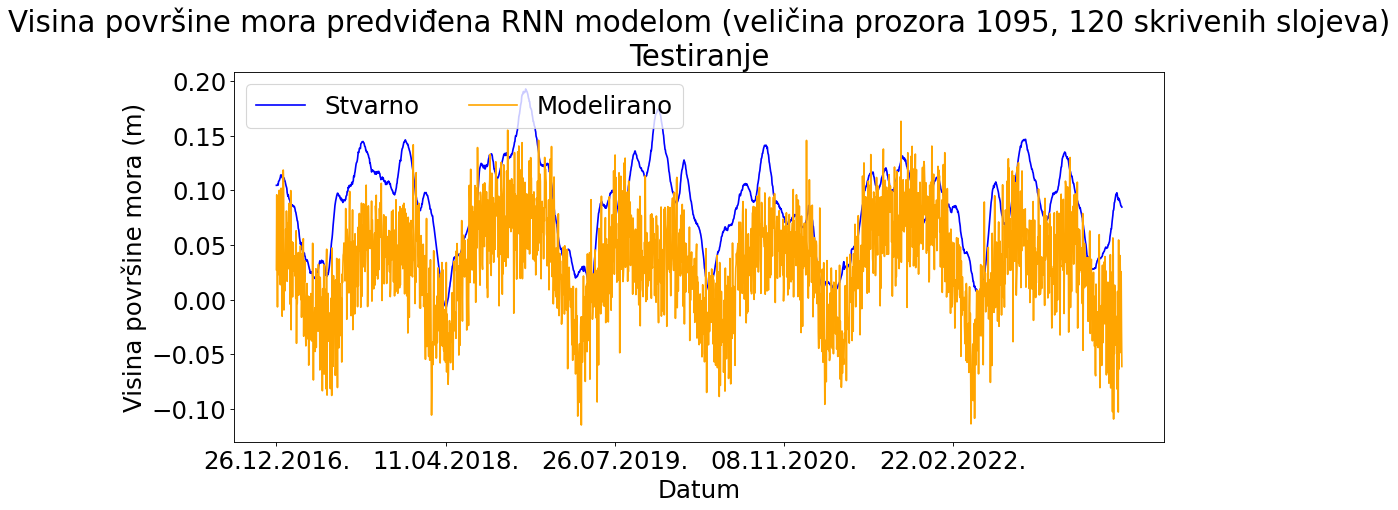 Visina površine mora predviđena RNN modelom (veličina prozora 1095, 120 skrivenih slojeva)
Testiranje
Stvarno Modelirano
Visina površine mora (m)
0.20
0.15
0.10
0.05
0.00
−0.05
−0.10
26.12.2016. 11.04.2018. 26.07.2019. 08.11.2020. 22.02.2022.
Datum